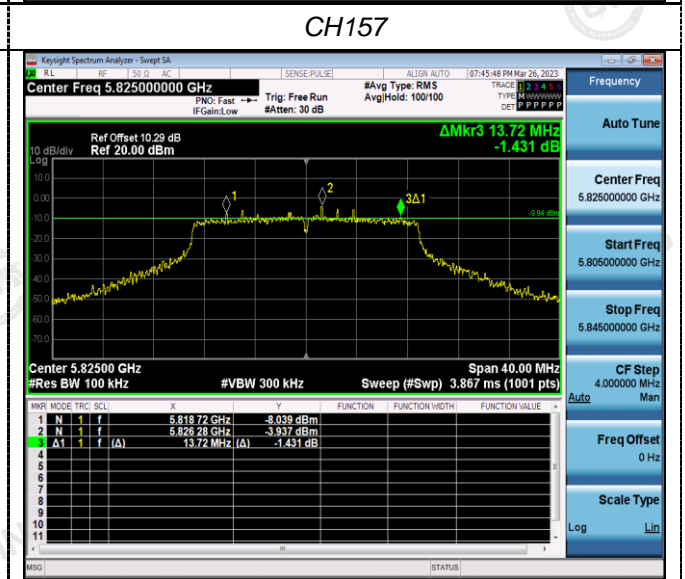 CH157
Keysight Spectrum Analyzer - Swept SA
RL RF 50 Ω AC SENSE:PULSE ALIGN AUTO 07:45:48 PM Mar 26, 2023
Center Freq 5.825000000 GHz #Avg Type: RMS TRACE 1 2 3 4 5 6
PNO: Fast Trig: Free Run Avg|Hold: 100/100 TYPE M WWWWW
IFGain:Low #Atten: 30 dB DET P P P P P P
Ref Offset 10.29 dB ΔMkr3 13.72 MHz
10 dB/div Ref 20.00 dBm -1.431 dB
Log
10.0
0.00
-10.0
-20.0
-30.0
-40.0
-50.0
-60.0
-70.0
1
2
3Δ1
-9.94 dBm
Center 5.82500 GHz Span 40.00 MHz
#Res BW 100 kHz #VBW 300 kHz Sweep (#Swp) 3.867 ms (1001 pts)
MKR MODE TRC SCL X Y FUNCTION FUNCTION WIDTH FUNCTION VALUE
1 N 1 f 5.818 72 GHz -8.039 dBm
2 N 1 f 5.826 28 GHz -3.937 dBm
3 Δ1 1 f (Δ) 13.72 MHz (Δ) -1.431 dB
4
5
6
7
8
9
10
11
MSG STATUS
Frequency
Auto Tune
Center Freq
5.825000000 GHz
Start Freq
5.805000000 GHz
Stop Freq
5.845000000 GHz
CF Step
4.000000 MHz
Auto Man
Freq Offset
0 Hz
Scale Type
Log Lin